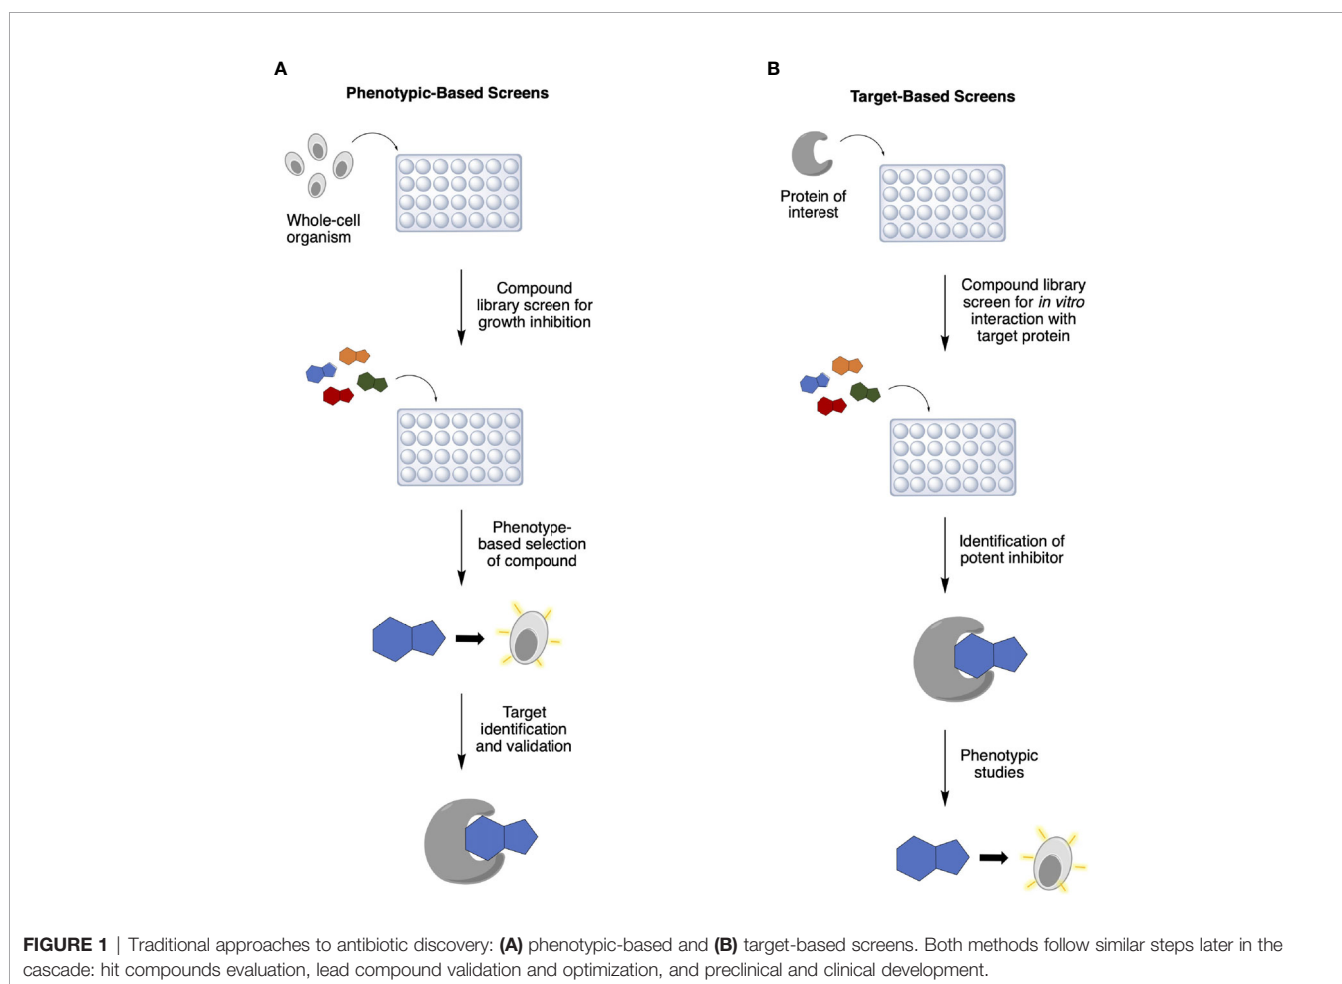 A
Phenotypic-Based Screens
Whole-cell
organism
Compound
library screen for
growth inhibition
Phenotype-
based selection
of compound
Target
identification
and validation
B
Target-Based Screens
Protein of
interest
Compound library
screen for in vitro
interaction with
target protein
Identification of
potent inhibitor
Phenotypic
studies
FIGURE 1 | Traditional approaches to antibiotic discovery: (A) phenotypic-based and (B) target-based screens. Both methods follow similar steps later in the
cascade: hit compounds evaluation, lead compound validation and optimization, and preclinical and clinical development.